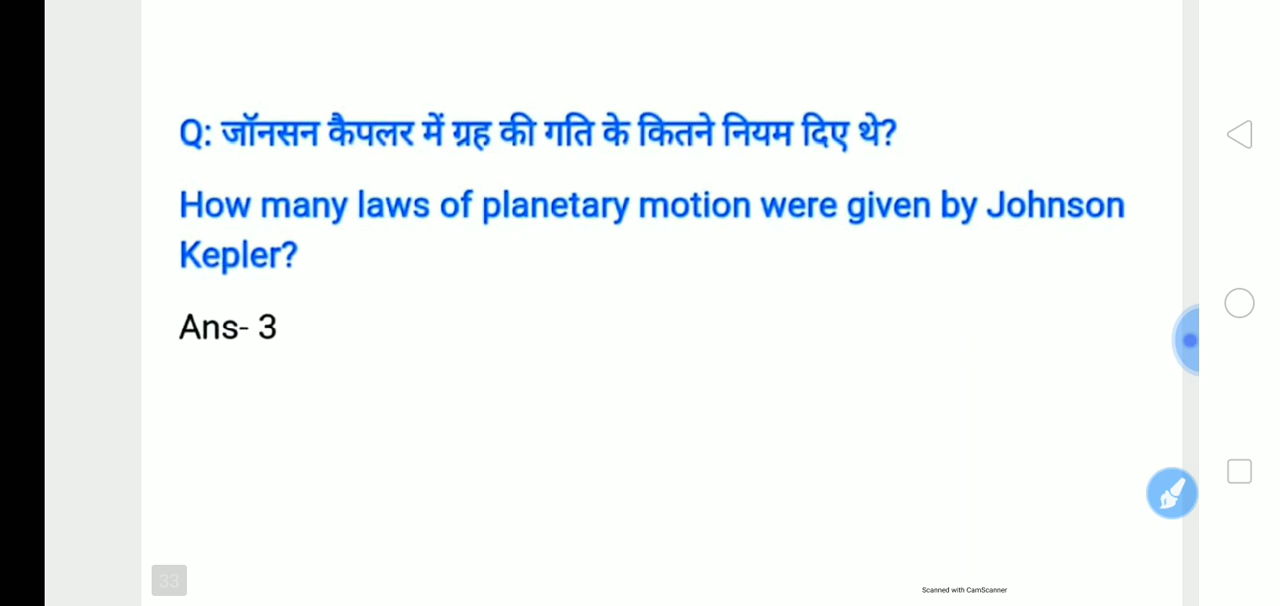 Q: जॉनसन कैपलर में ग्रह की गति के कितने नियम दिए थे?
How many laws of planetary motion were given by Johnson
Kepler?
Ans- 3
33
Scanned with CamScanner